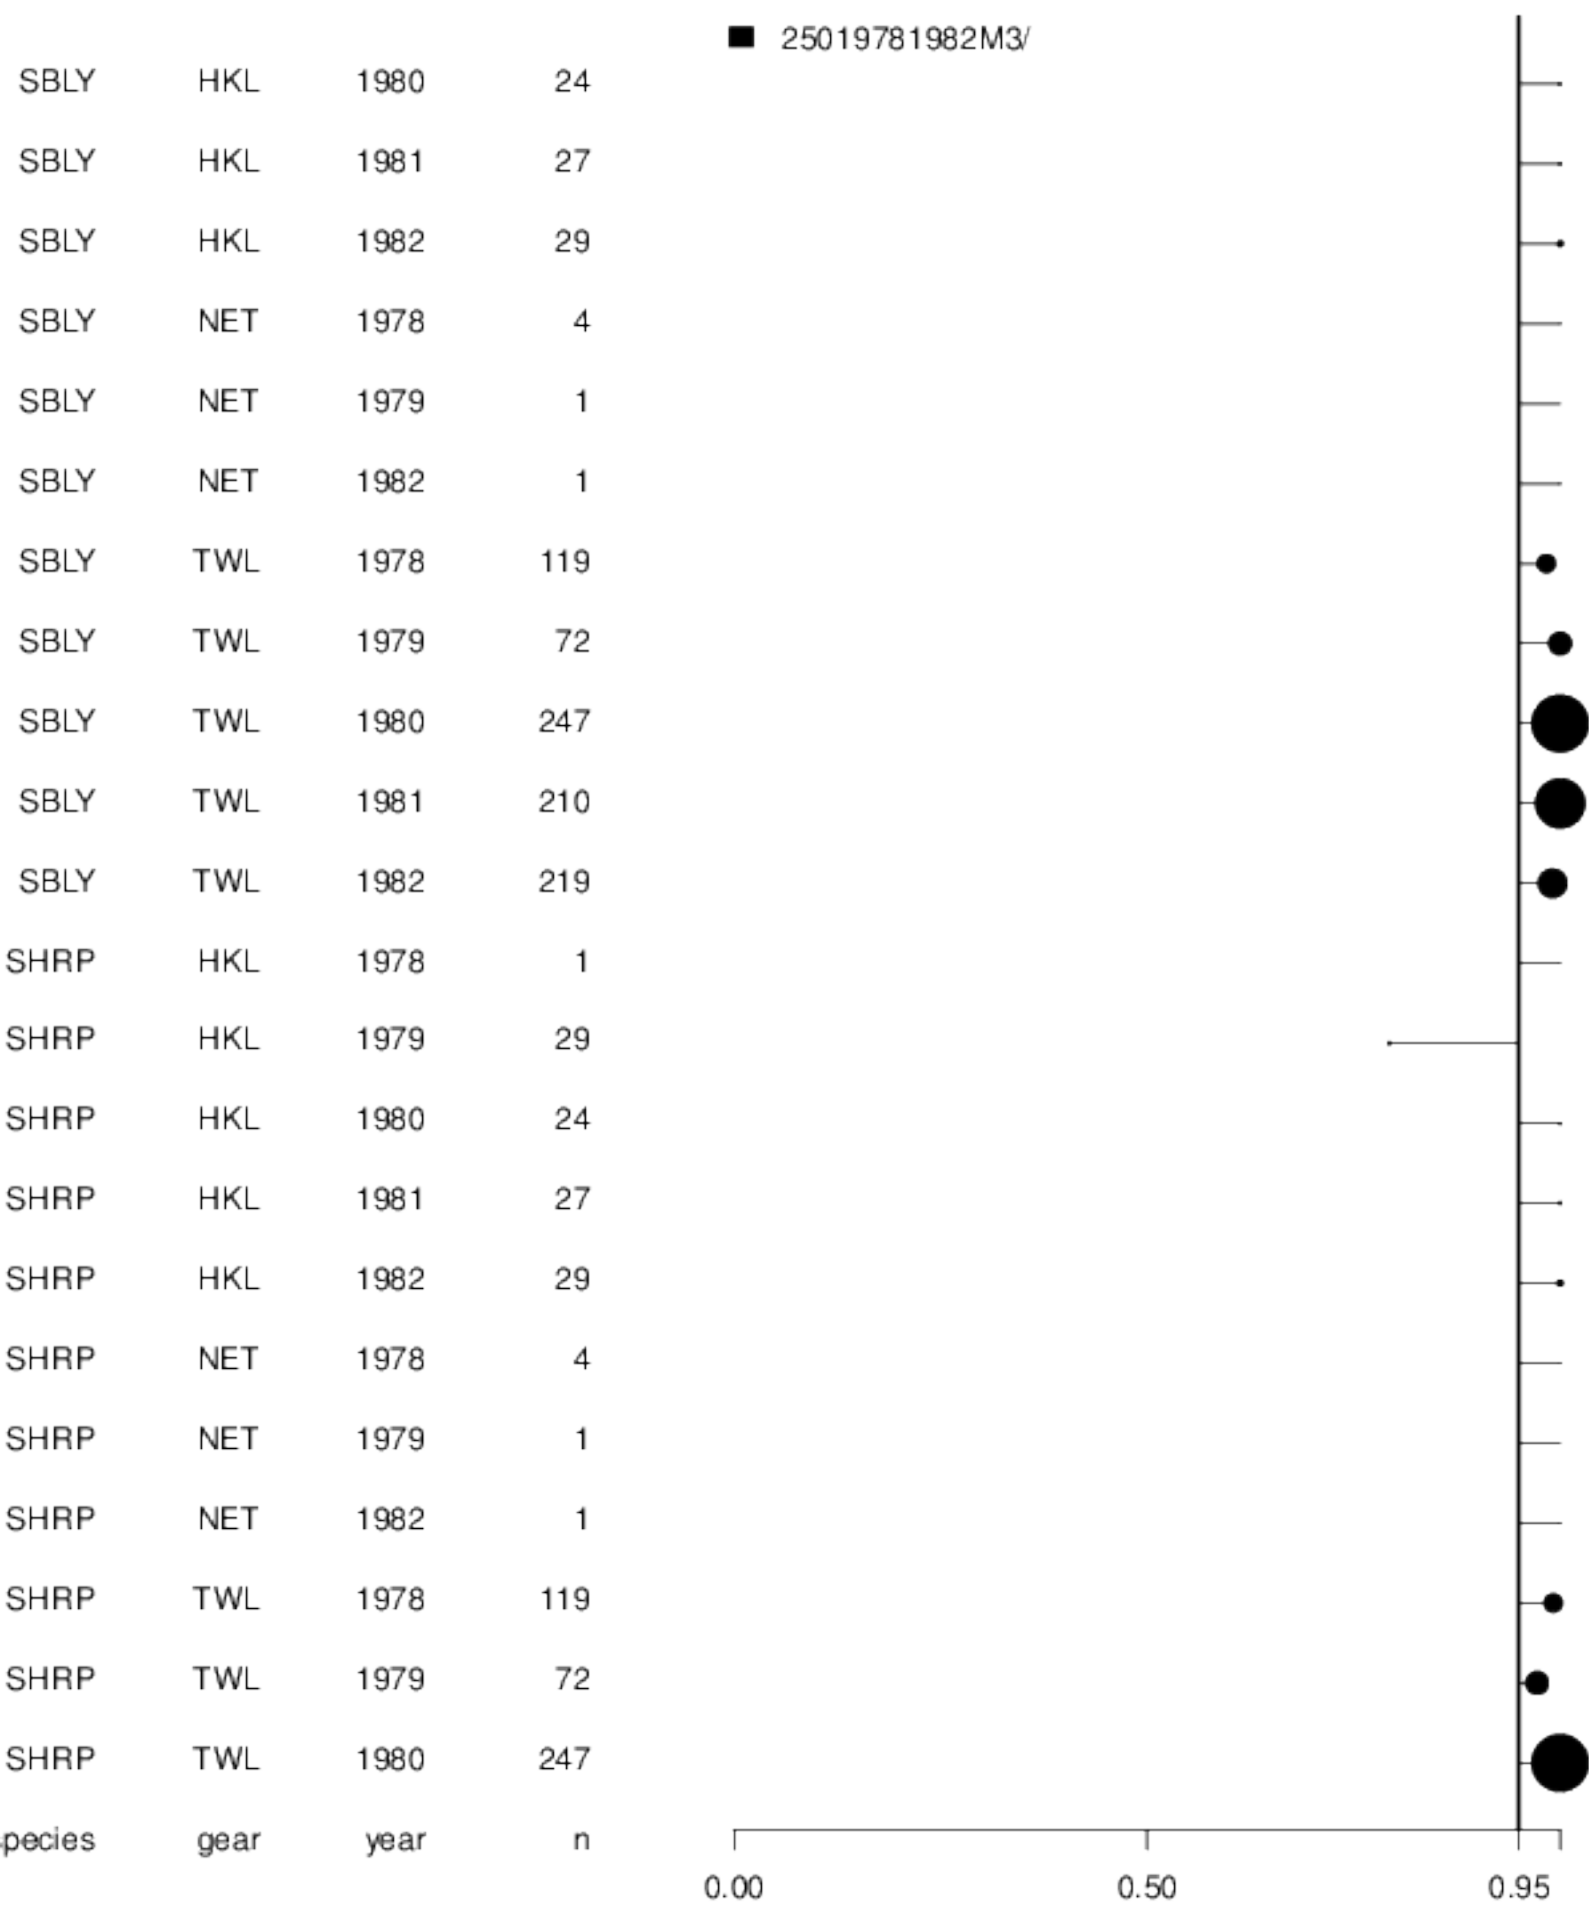 25019781982M3/
SBLY HKL 1980 24
SBLY HKL 1981 27
SBLY HKL 1982 29
SBLY NET 1978 4
SBLY NET 1979 1
SBLY NET 1982 1
SBLY TWL 1978 119
SBLY TWL 1979 72
SBLY TWL 1980 247
SBLY TWL 1981 210
SBLY TWL 1982 219
SHRP HKL 1978 1
SHRP HKL 1979 29
SHRP HKL 1980 24
SHRP HKL 1981 27
SHRP HKL 1982 29
SHRP NET 1978 4
SHRP NET 1979 1
SHRP NET 1982 1
SHRP TWL 1978 119
SHRP TWL 1979 72
SHRP TWL 1980 247
pecies gear year n
0.00 0.50 0.95